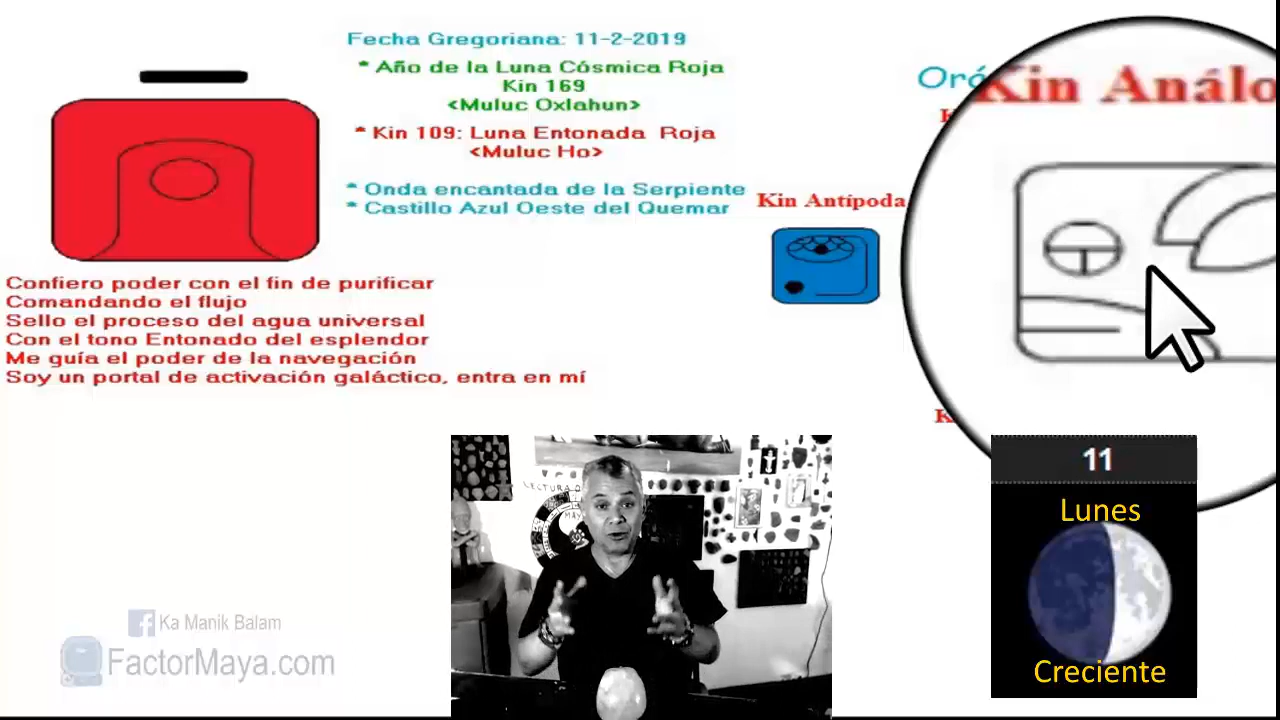 Fecha Gregoriana: 11-2-2019
* Año de la Luna Cósmica Roja
Kin 169
<Muluc Oxlahun>
* Kin 109: Luna Entonada Roja
<Muluc Ho>
* Onda encantada de la Serpiente
* Castillo Azul Oeste del Quemar
Kin Antípoda
Orá
Kin Análo
K
K
Confiero poder con el fin de purificar
Comandando el flujo
Sello el proceso del agua universal
Con el tono Entonado del esplendor
Me guía el poder de la navegación
Soy un portal de activación galáctico, entra en mí
LECTURA D
MAY
11
Lunes
Creciente
Ka Manik Balam
FactorMaya.com